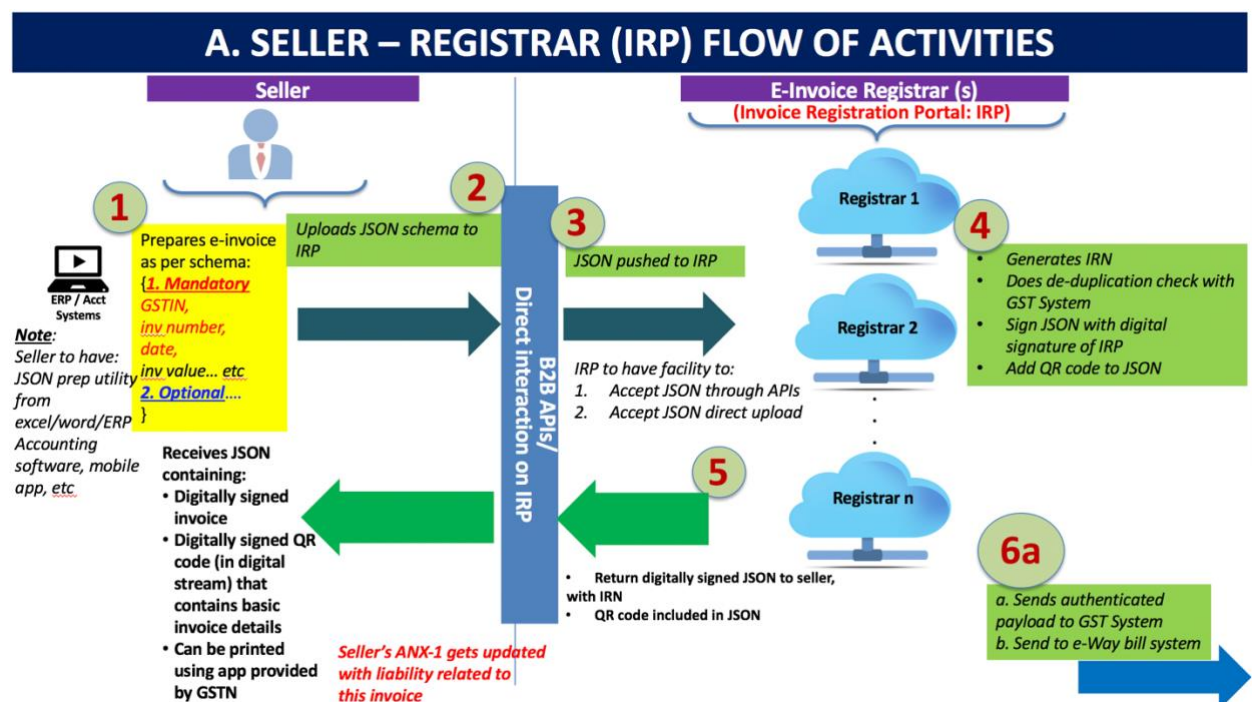 A. SELLER – REGISTRAR (IRP) FLOW OF ACTIVITIES
Seller
E-Invoice Registrar (s)
(Invoice Registration Portal: IRP)
1
ERP / Acct
Systems
Note:
Seller to have:
JSON prep utility
from
excel/word/ERP
Accounting
software, mobile
app, etc
Prepares e-invoice
as per schema:
{1. Mandatory
GSTIN,
inv number,
date,
inv value... etc
2. Optional....
}
2
Uploads JSON schema to
IRP
B2B APIs/
Direct interaction on IRP
3
JSON pushed to IRP
IRP to have facility to:
1. Accept JSON through APIs
2. Accept JSON direct upload
Registrar 1
Registrar 2
Registrar n
4
• Generates IRN
• Does de-duplication check with
GST System
• Sign JSON with digital
signature of IRP
• Add QR code to JSON
5
• Return digitally signed JSON to seller,
with IRN
• QR code included in JSON
Receives JSON
containing:
• Digitally signed
invoice
• Digitally signed QR
code (in digital
stream) that
contains basic
invoice details
• Can be printed
using app provided
by GSTN
Seller's ANX-1 gets updated
with liability related to
this invoice
6a
a. Sends authenticated
payload to GST System
b. Send to e-Way bill system